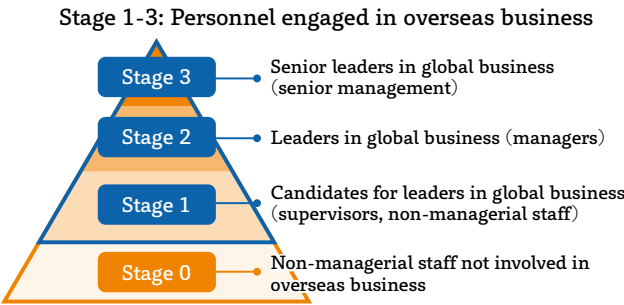 Stage 1-3: Personnel engaged in overseas business
Stage 3
Senior leaders in global business
(senior management)
Stage 2
Leaders in global business (managers)
Stage 1
Candidates for leaders in global business
(supervisors, non-managerial staff)
Stage 0
Non-managerial staff not involved in
overseas business